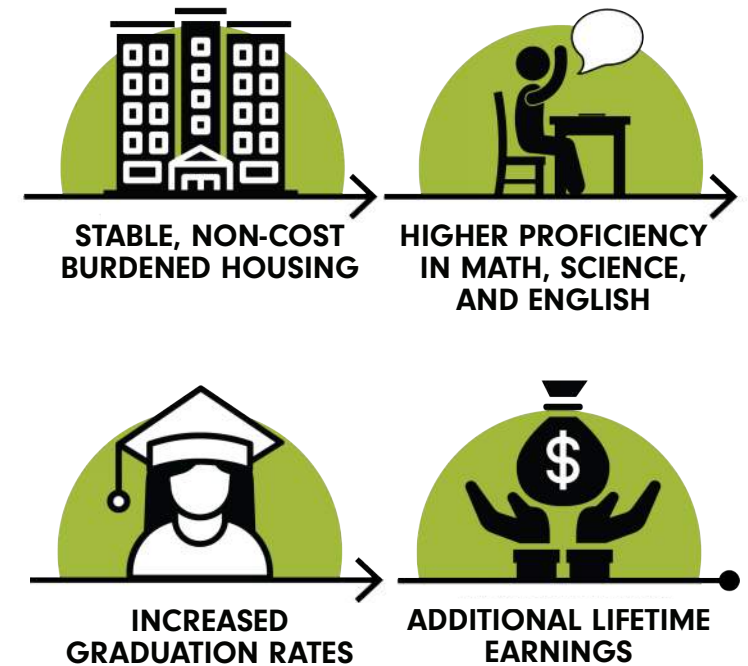 STABLE, NON-COST
BURDENED HOUSING
HIGHER PROFICIENCY
IN MATH, SCIENCE,
AND ENGLISH
$
INCREASED
GRADUATION RATES
ADDITIONAL LIFETIME
EARNINGS